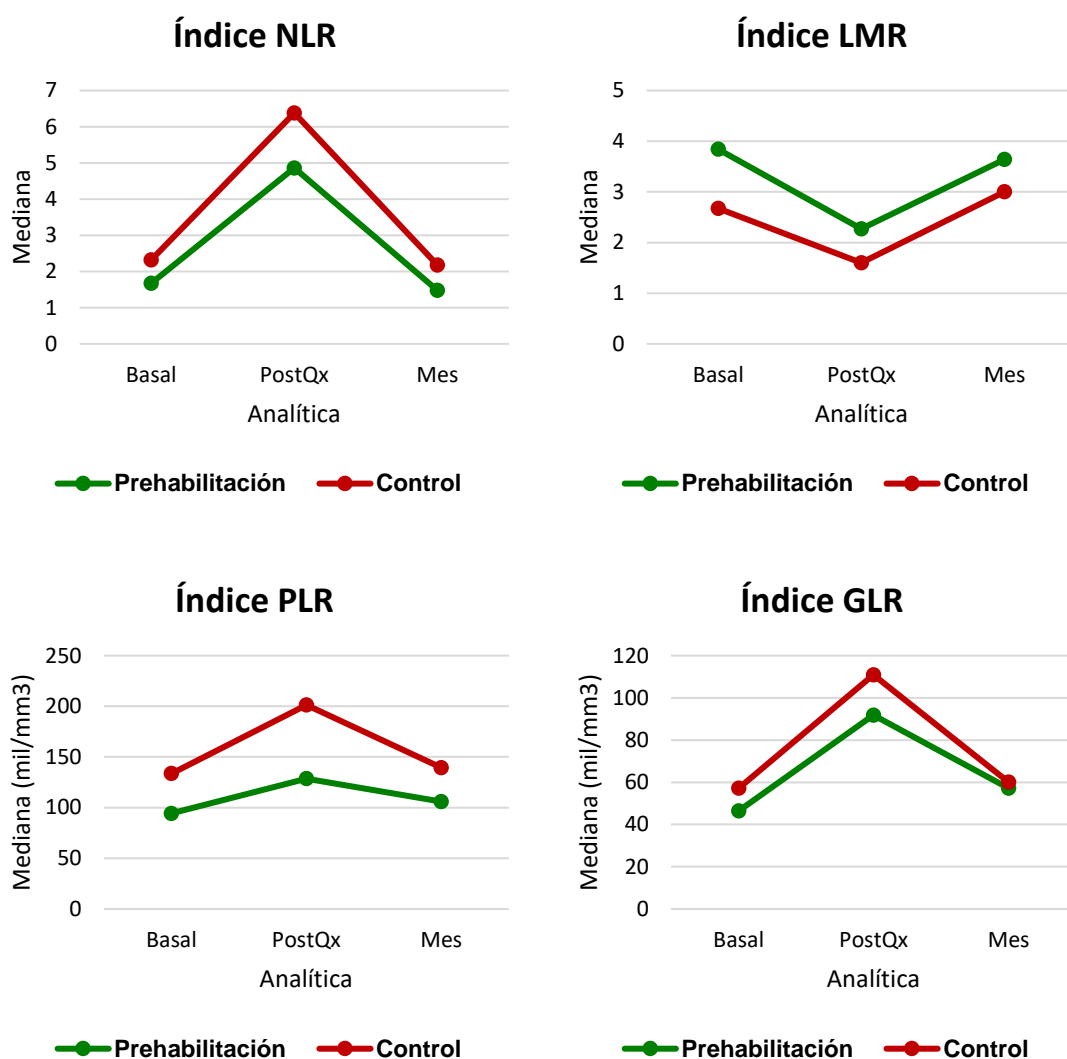 Índice NLR
7
6
5
4
3
2
1
0
Mediana
Basal PostQx Mes
Analítica
Prehabilitación Control
Índice LMR
5
4
3
2
1
0
Mediana
Basal PostQx Mes
Analítica
Prehabilitación Control
Índice PLR
250
200
150
100
50
0
Mediana (mil/mm3)
Basal PostQx Mes
Analítica
Prehabilitación Control
Índice GLR
120
100
80
60
40
20
0
Mediana (mil/mm3)
Basal PostQx Mes
Analítica
Prehabilitación Control